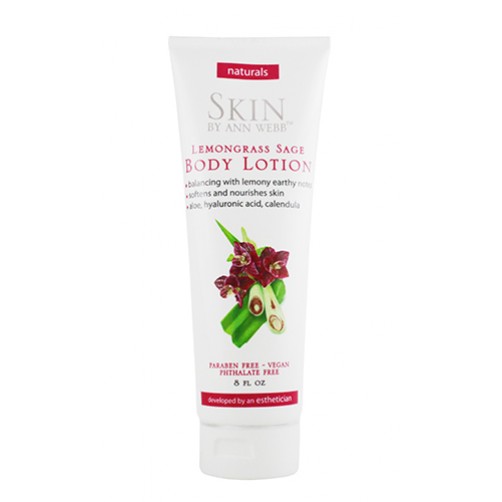 naturals
SKIN
BY ANN WEBB™
LEMONGRASS SAGE
BODY LOTION
• balancing with lemony earthy notes
• softens and nourishes skin
• aloe, hyaluronic acid, calendula
PARABEN FREE - VEGAN
PHTHALATE FREE
8 FL OZ
developed by an esthetician